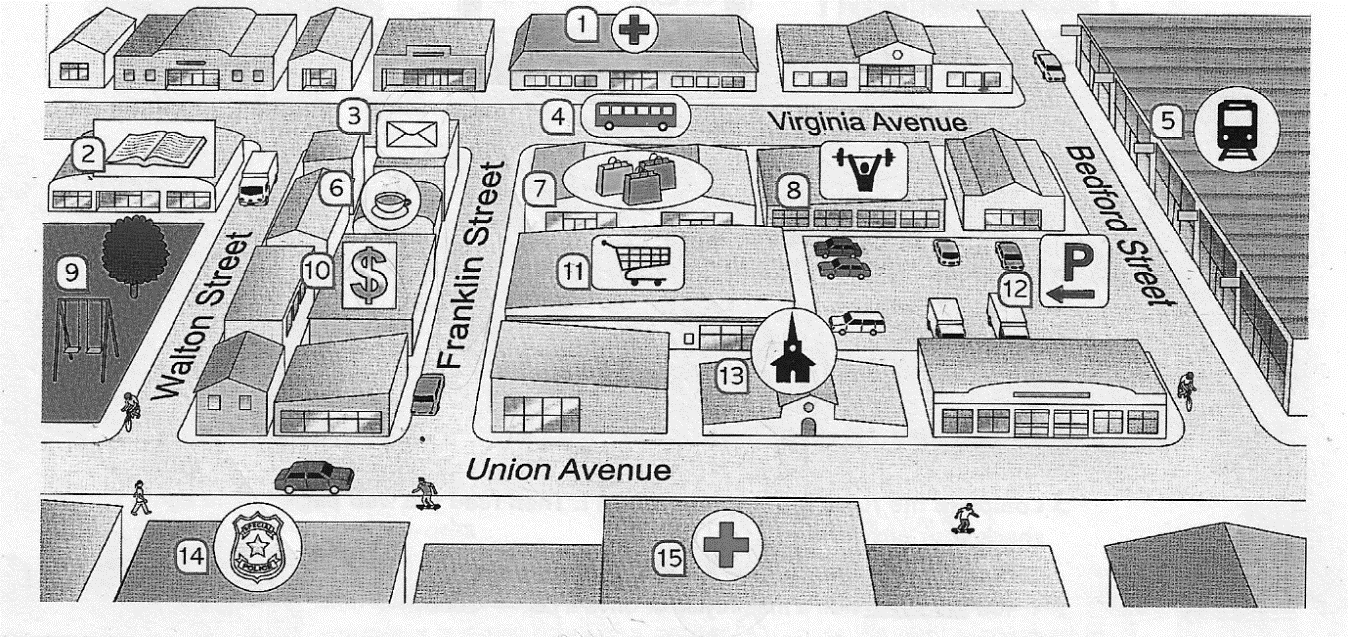 1
2
3
4
Virginia Avenue
5
6
7
8
Bedford Street
9
Walton Street
10
$
Franklin Street
11
12
P
13
Union Avenue
14
SPECIAL
POLICE
15